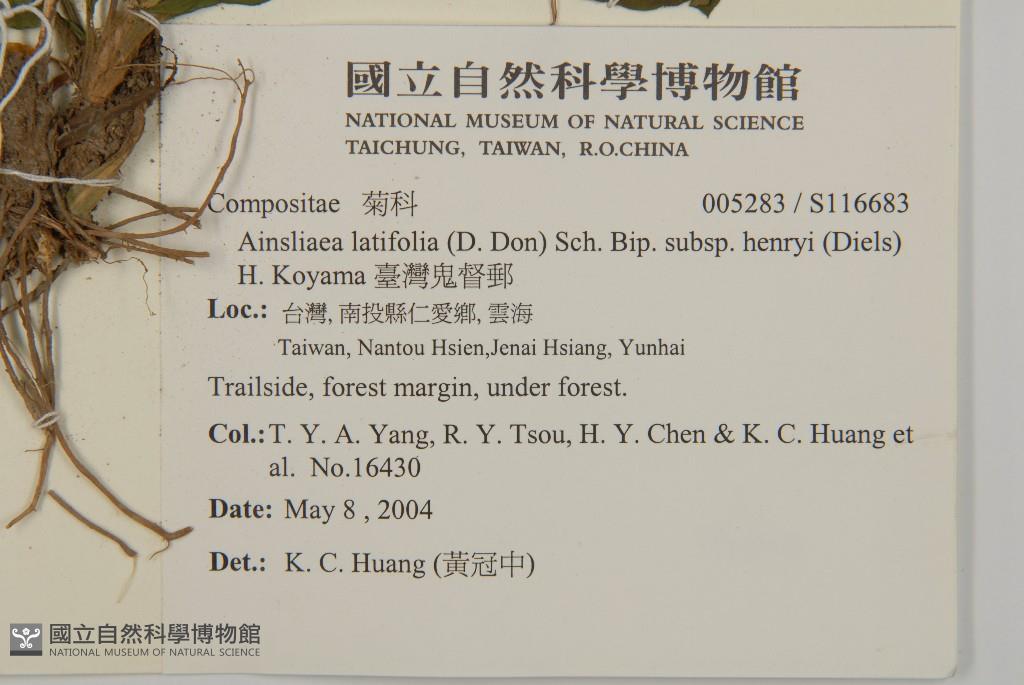 國立自然科學博物館
NATIONAL MUSEUM OF NATURAL SCIENCE
TAICHUNG, TAIWAN, R.O.CHINA
Compositae 菊科 005283 / S116683
Ainsliaea latifolia (D. Don) Sch. Bip. subsp. henryi (Diels)
H. Koyama 臺灣鬼督郵
Loc.: 台灣, 南投縣仁愛鄉, 雲海
Taiwan, Nantou Hsien,Jenai Hsiang, Yunhai
Trailside, forest margin, under forest.
Col.: T. Y. A. Yang, R. Y. Tsou, H. Y. Chen & K. C. Huang et
al. No.16430
Date: May 8 , 2004
Det.: K. C. Huang (黃冠中)
國立自然科學博物館
NATIONAL MUSEUM OF NATURAL SCIENCE